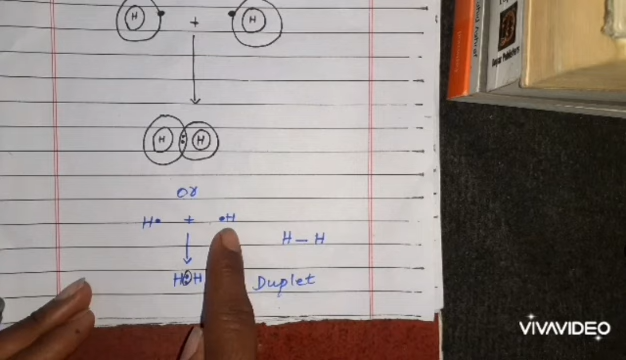 H H
+
H H
or
H• + •H
H — H
H:H Duplet
VIVAVIDEO